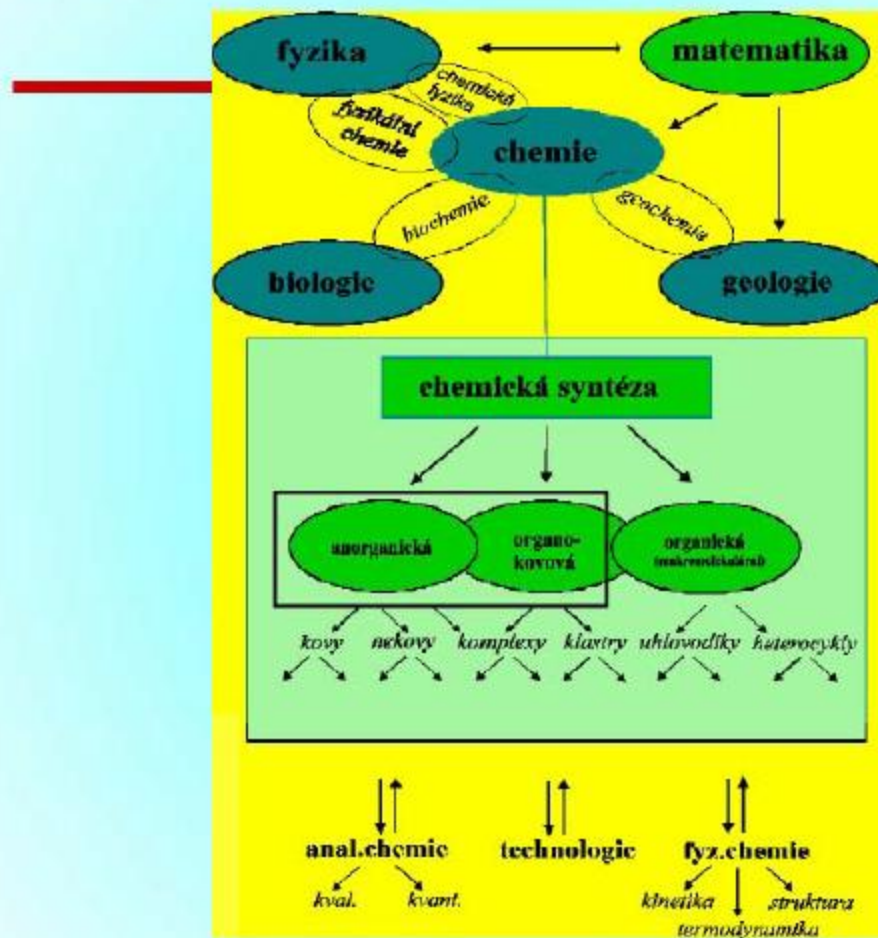 fyzika
matematika
chemická
fyzika
fyzikální
chemie
chemie
biochemie
geochemie
biologie
geologie
chemická syntéza
anorganická
organo-
kovová
organická
(makromolekulární)
kovy nekovy komplexy klastry uhlovodíky heterocykly
anal.chemie technologie fyz.chemie
kval. kvant. kinetika struktura
termodynamika